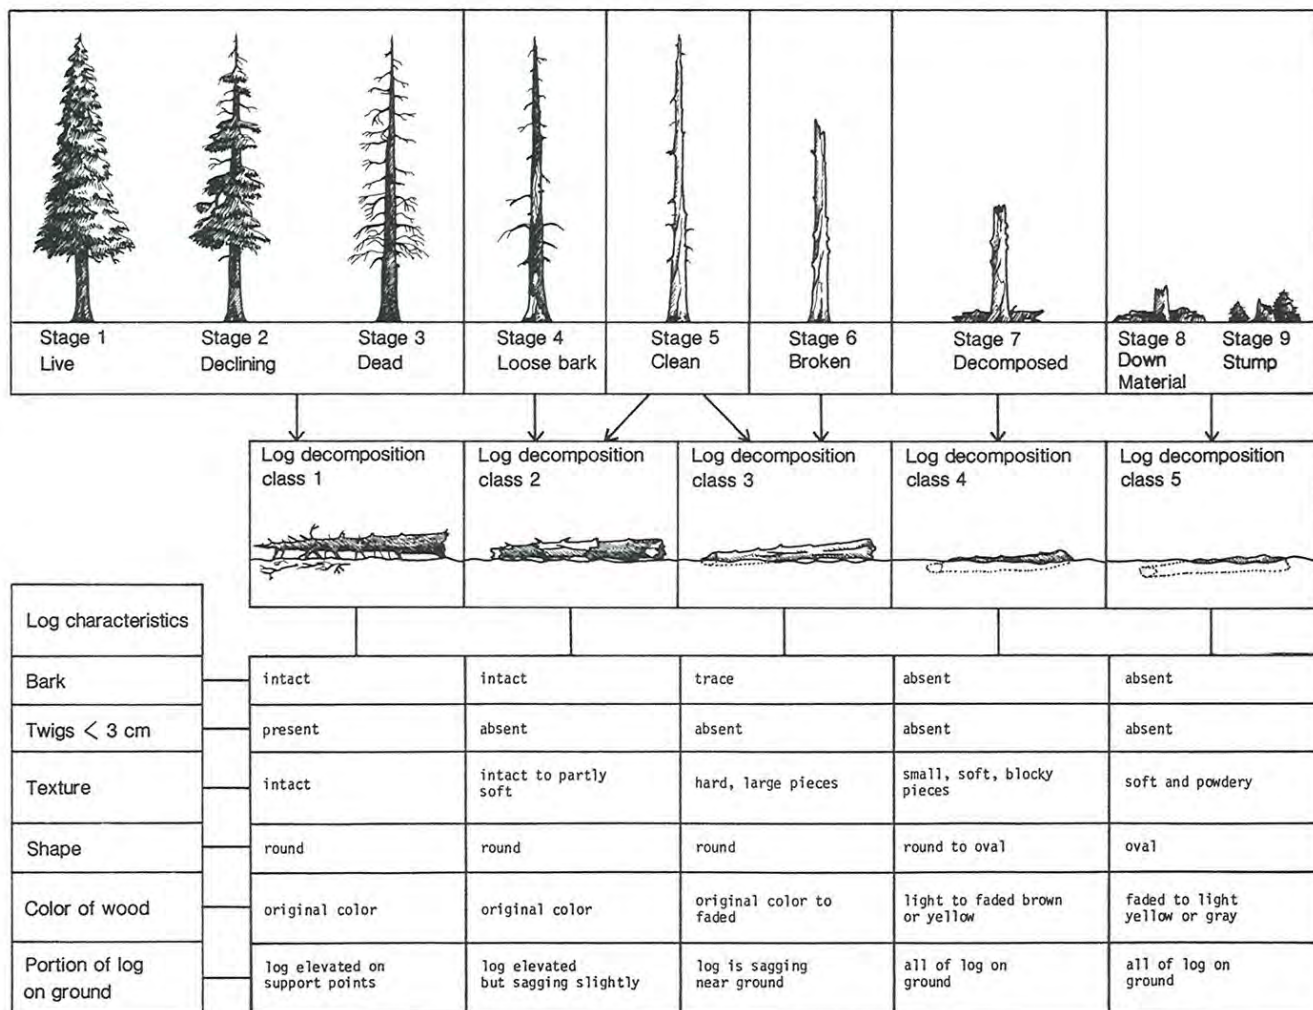 Stage 1
Live
Stage 2
Declining
Stage 3
Dead
Stage 4
Loose bark
Stage 5
Clean
Stage 6
Broken
Stage 7
Decomposed
Stage 8
Down
Material
Stage 9
Stump
Log decomposition
class 1
Log decomposition
class 2
Log decomposition
class 3
Log decomposition
class 4
Log decomposition
class 5
Log characteristics
Bark
intact
intact
trace
absent
absent
Twigs < 3 cm
present
absent
absent
absent
absent
Texture
intact
intact to partly
soft
hard, large pieces
small, soft, blocky
pieces
soft and powdery
Shape
round
round
round
round to oval
oval
Color of wood
original color
original color
original color to
faded
light to faded brown
or yellow
faded to light
yellow or gray
Portion of log
on ground
log elevated on
support points
log elevated
but sagging slightly
log is sagging
near ground
all of log on
ground
all of log on
ground